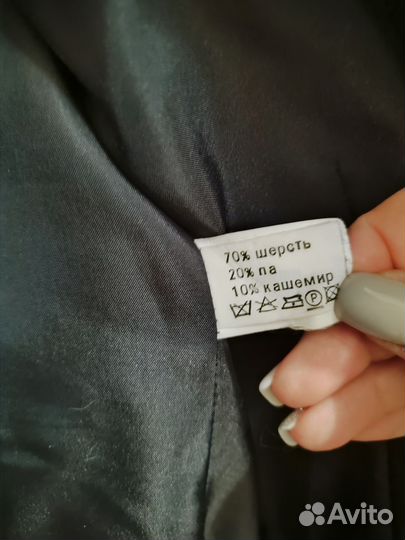 70% шерсть
20% па
10% кашемир
P
Avito